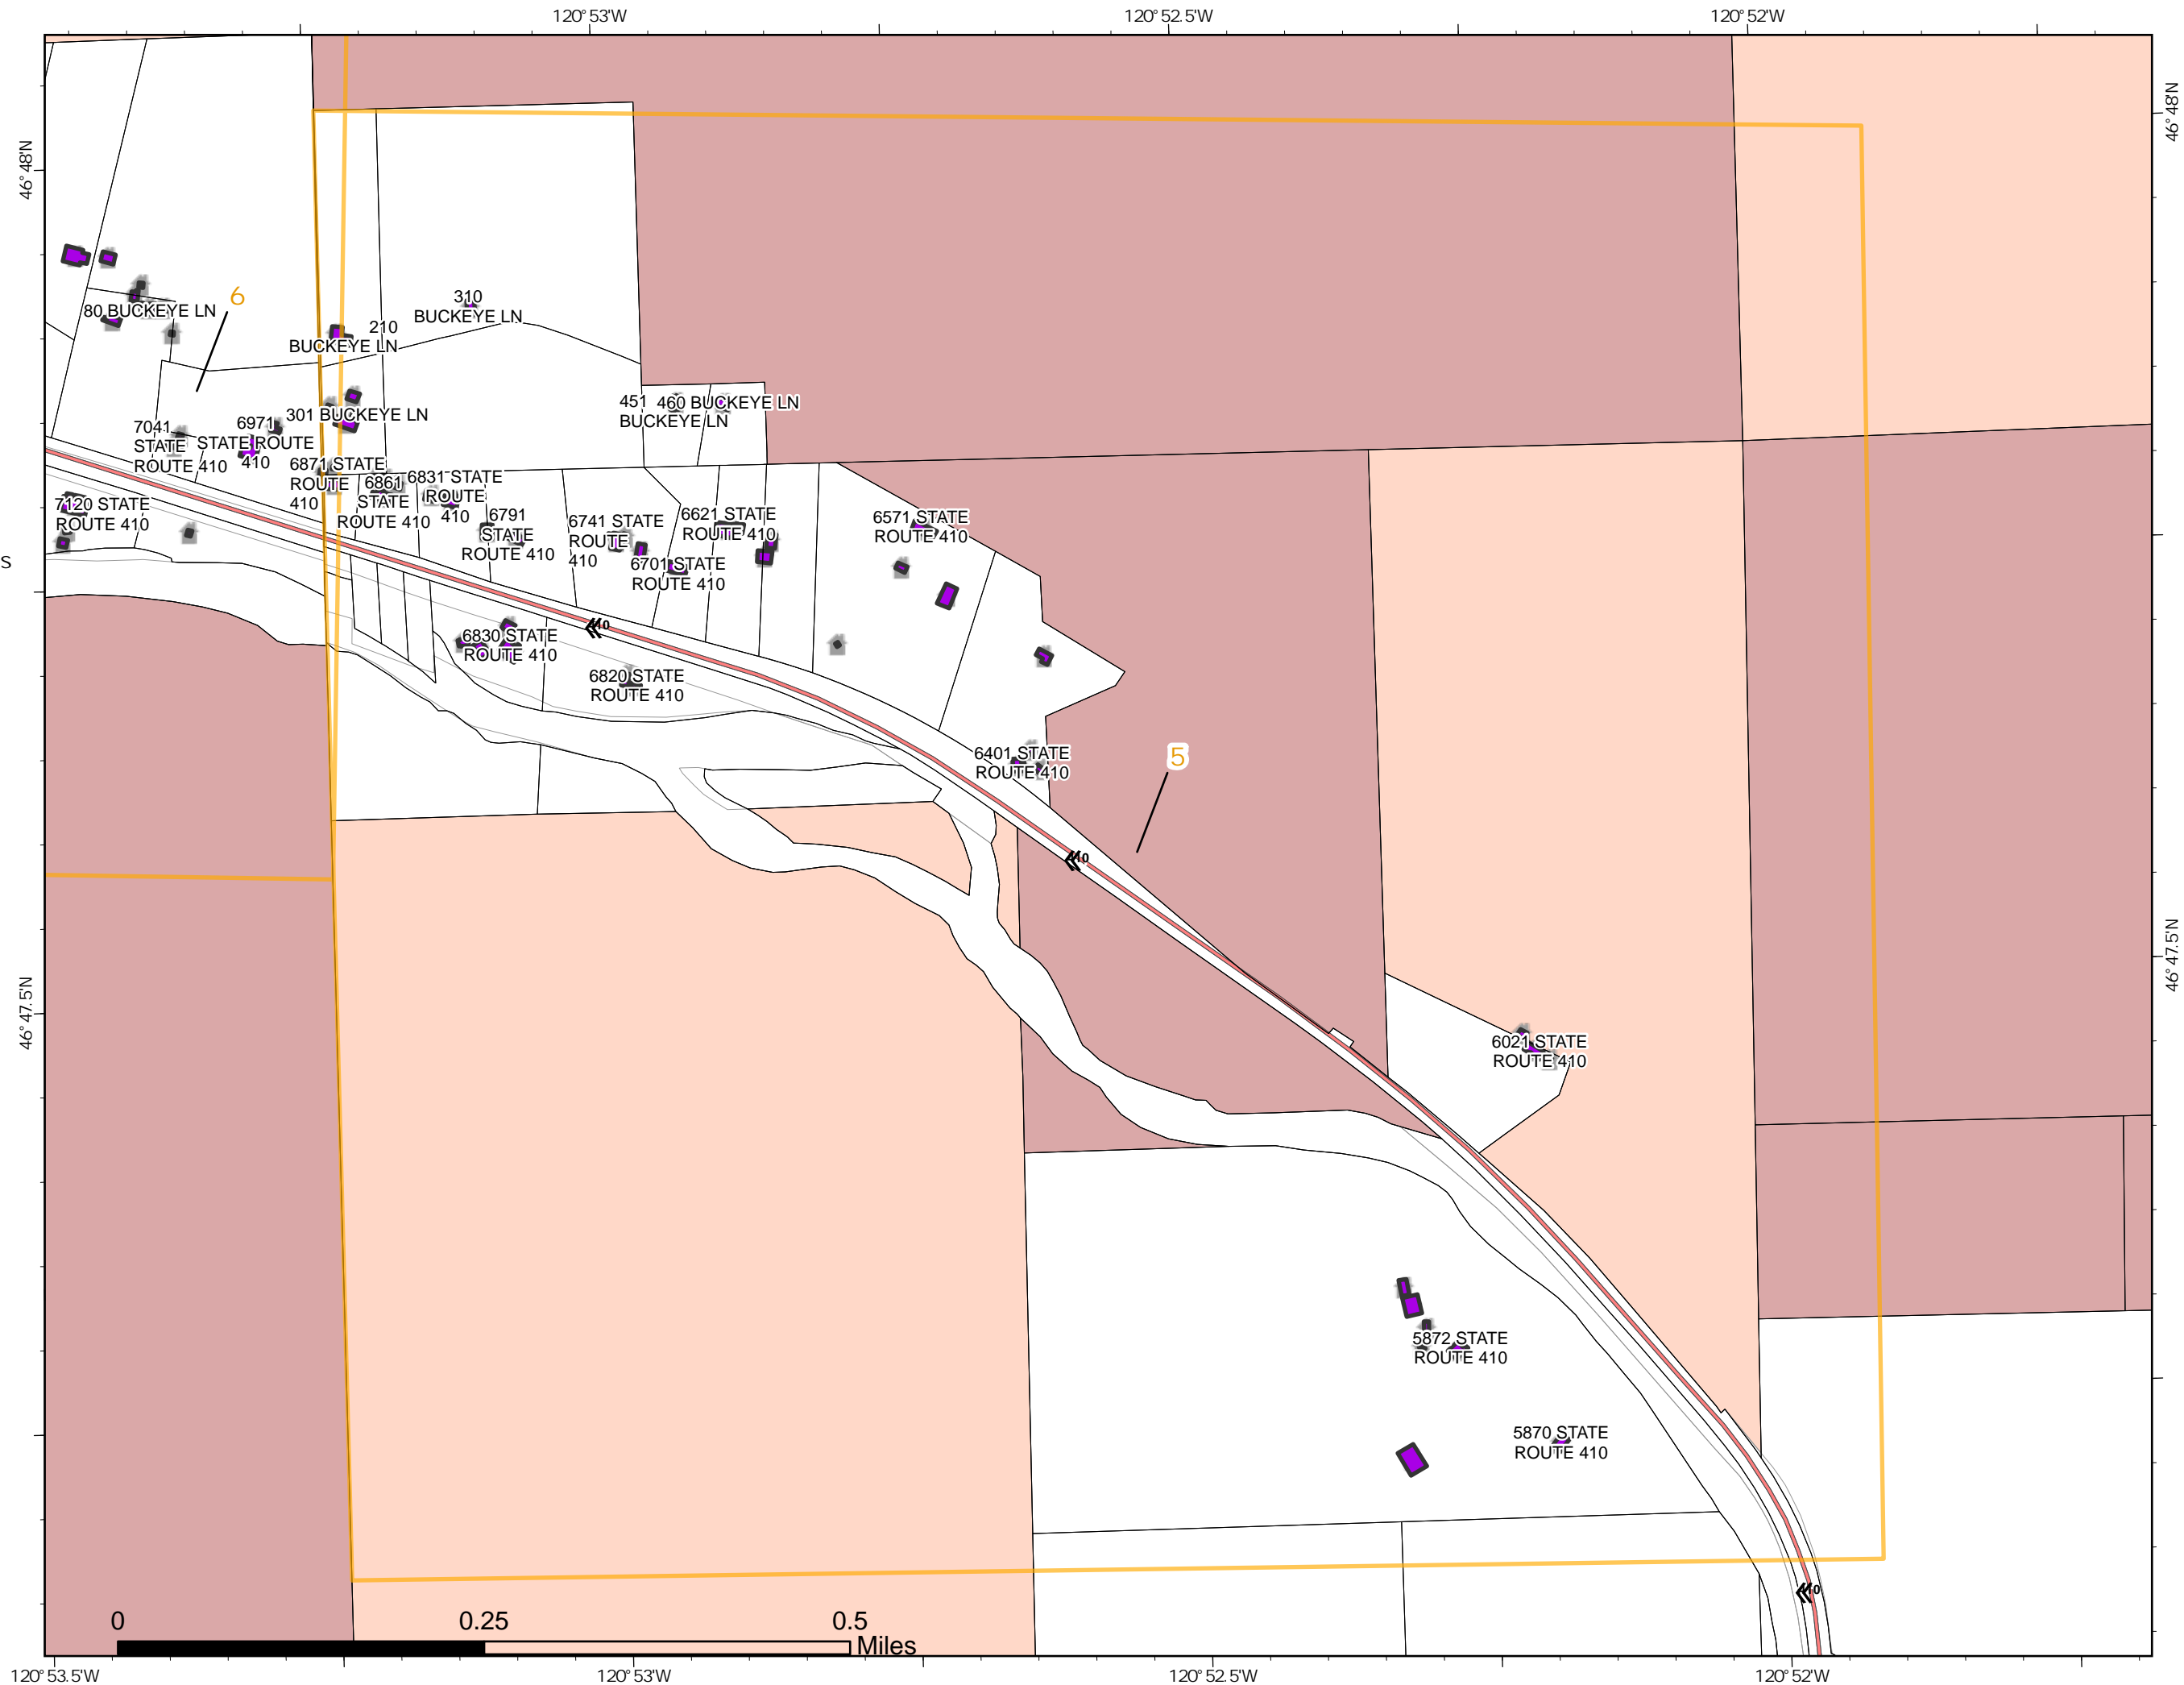 120°53'W
120°52.5'W
120°52'W
46°48'N
46°48'N
6
310
BUCKEYE LN
80 BUCKEYE LN
210
BUCKEYE LN
451
BUCKEYE LN
460 BUCKEYE LN
301 BUCKEYE LN
7041
STATE
ROUTE 410
6971
STATE ROUTE
410
6871 STATE
ROUTE
410
6861
STATE
ROUTE 410
6831 STATE
ROUTE
410
7120 STATE
ROUTE 410
6791
STATE
ROUTE 410
6741 STATE
ROUTE
410
6621 STATE
ROUTE 410
6571 STATE
ROUTE 410
6701 STATE
ROUTE 410
S
6830 STATE
ROUTE 410
6820 STATE
ROUTE 410
6401 STATE
ROUTE 410
5
46°47.5'N
46°47.5'N
6021 STATE
ROUTE 410
5872 STATE
ROUTE 410
5870 STATE
ROUTE 410
0
0.25
0.5
Miles
120°53.5'W
120°53'W
120°52.5'W
120°52'W